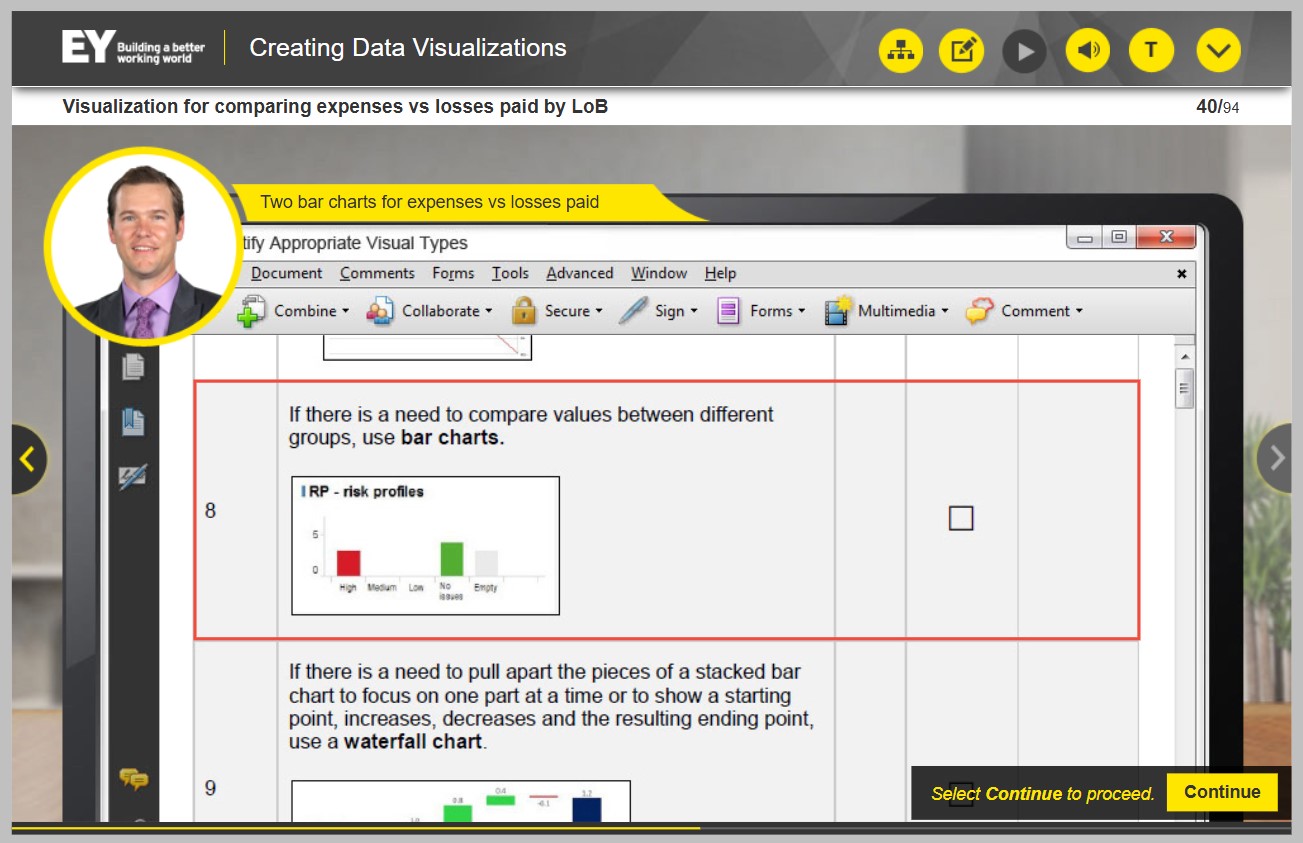 EY Building a better
working world
Creating Data Visualizations
T
Visualization for comparing expenses vs losses paid by LoB
40/94
Two bar charts for expenses vs losses paid
tify Appropriate Visual Types
Document Comments Forms Tools Advanced Window Help
Combine Collaborate Secure Sign Forms Multimedia Comment
8
If there is a need to compare values between different
groups, use bar charts.
RP - risk profiles
5
0
High Medium Low No Issues Empty
9
If there is a need to pull apart the pieces of a stacked bar
chart to focus on one part at a time or to show a starting
point, increases, decreases and the resulting ending point,
use a waterfall chart.
0.8 0.4 -0.1 1.2
Select Continue to proceed.
Continue